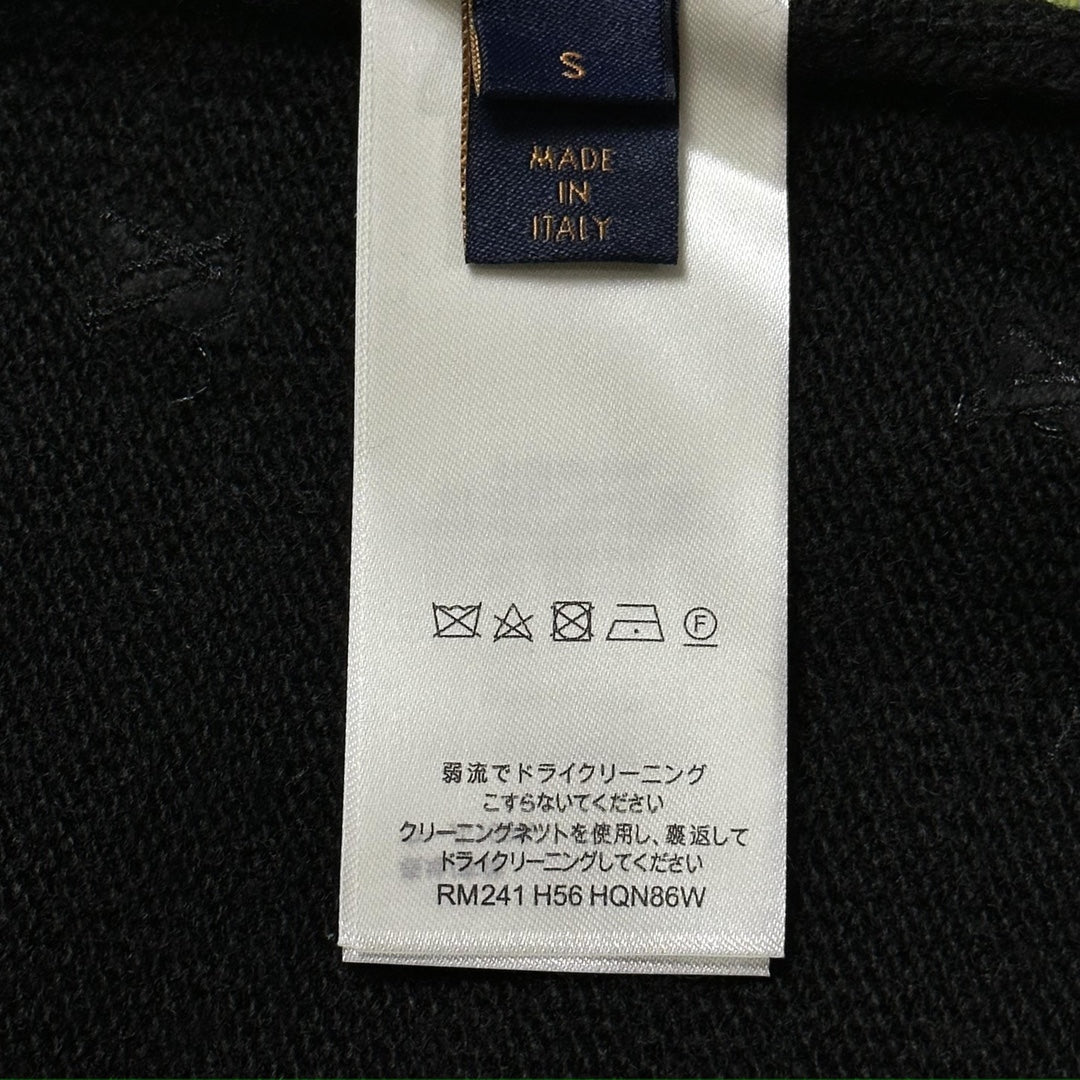 S
MADE
IN
ITALY
F
弱流でドライクリーニング
こすらないてください
クリーニングネツトを使用し、裏返して
ドライクリーニングしてください
RM241 H56 HQN86W